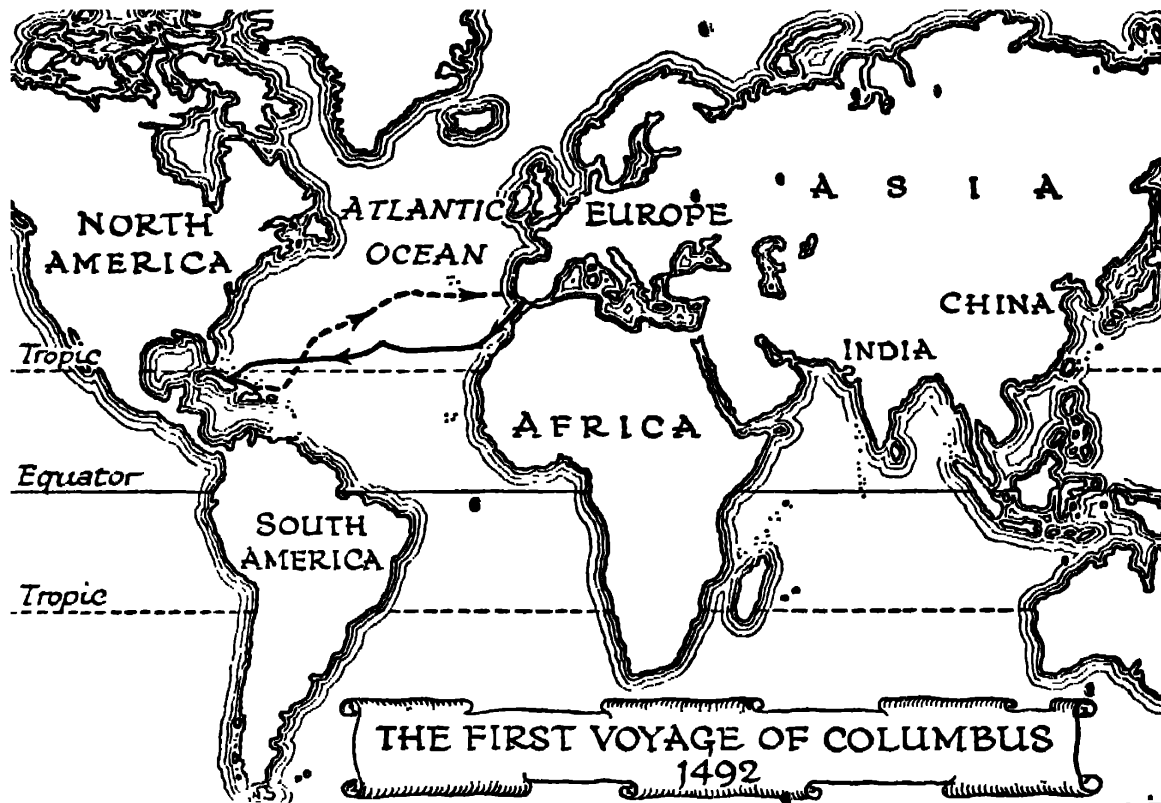 ATLANTIC
OCEAN
NORTH
AMERICA
EUROPE
ASIA
CHINA
INDIA
Tropic
AFRICA
Equator
SOUTH
AMERICA
Tropic
THE FIRST VOYAGE OF COLUMBUS
1492